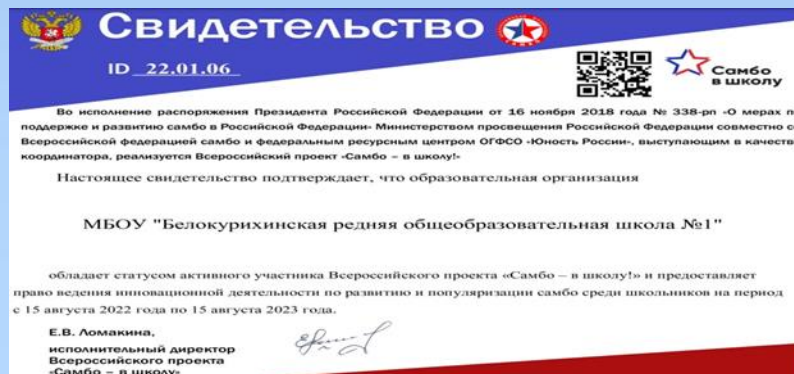 Свидетельство
ID 22.01.06
Самбо
в школу
Во исполнение распоряжения Президента Российской Федерации от 16 ноября 2018 года № 338-рп «О мерах п
поддержке и развитию самбо в Российской Федерации» Министерством просвещения Российской Федерации совместно с
Всероссийской федерацией самбо и федеральным ресурсным центром ОГФСО «Юность России», выступающим в качеств
координатора, реализуется Всероссийский проект «Самбо – в школу!»
Настоящее свидетельство подтверждает, что образовательная организация
МБОУ "Белокурихинская редняя общеобразовательная школа №1"
обладает статусом активного участника Всероссийского проекта «Самбо – в школу!» и предоставляет
право ведения инновационной деятельности по развитию и популяризации самбо среди школьников на период
с 15 августа 2022 года по 15 августа 2023 года.
Е.В. Ломакина,
исполнительный директор
Всероссийского проекта
«Самбо – в школу»